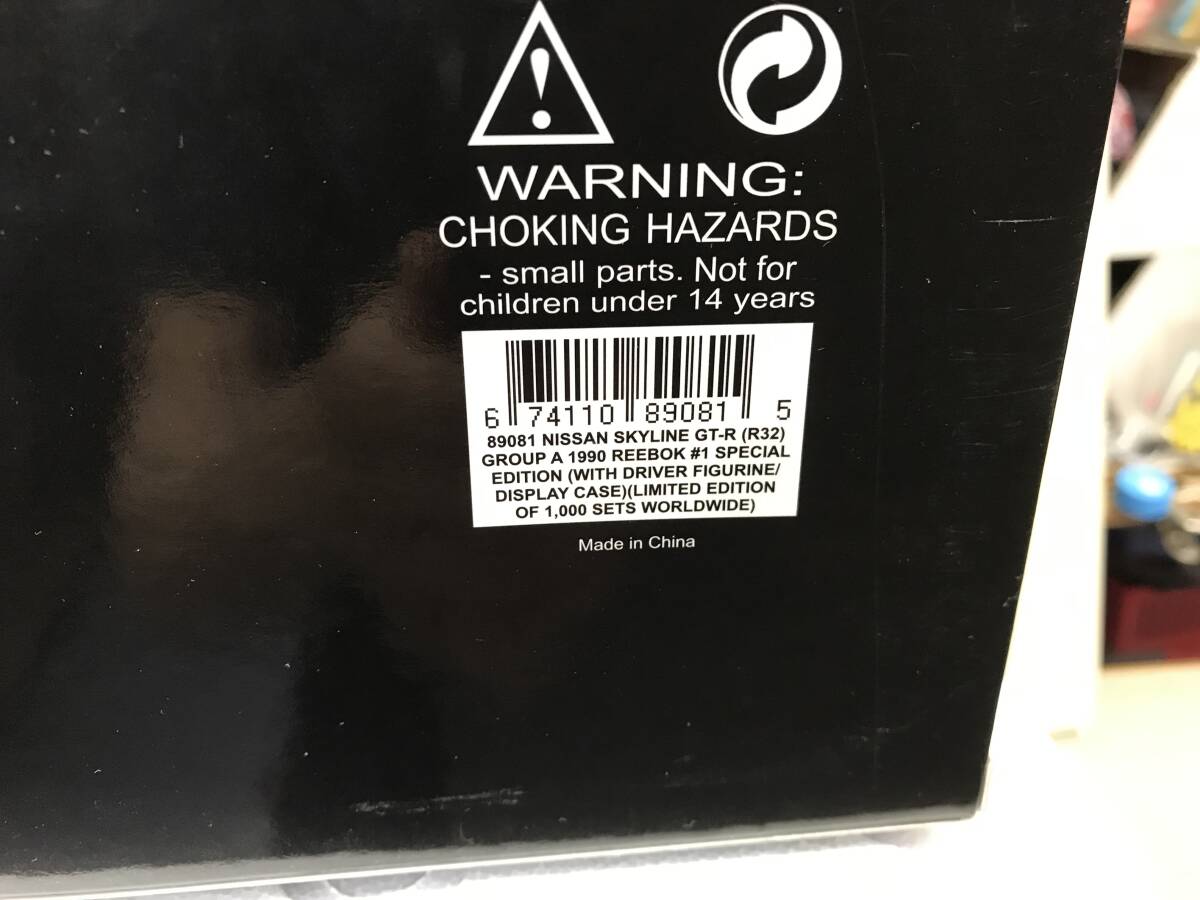 WARNING:
CHOKING HAZARDS
- small parts. Not for
children under 14 years
6 74110 89081 5
89081 NISSAN SKYLINE GT-R (R32)
GROUP A 1990 REEBOK #1 SPECIAL
EDITION (WITH DRIVER FIGURINE/
DISPLAY CASE)(LIMITED EDITION
OF 1,000 SETS WORLDWIDE)
Made in China